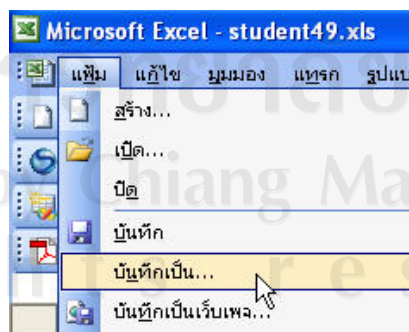 Microsoft Excel - student49.xls
แฟ้ม แก้ไข มุมมอง แทรก
สร้าง...
เปิด...
ปิด
บันทึก
บันทึกเป็น...
บันทึกเป็นเว็บเพจ...
Chiang Ma